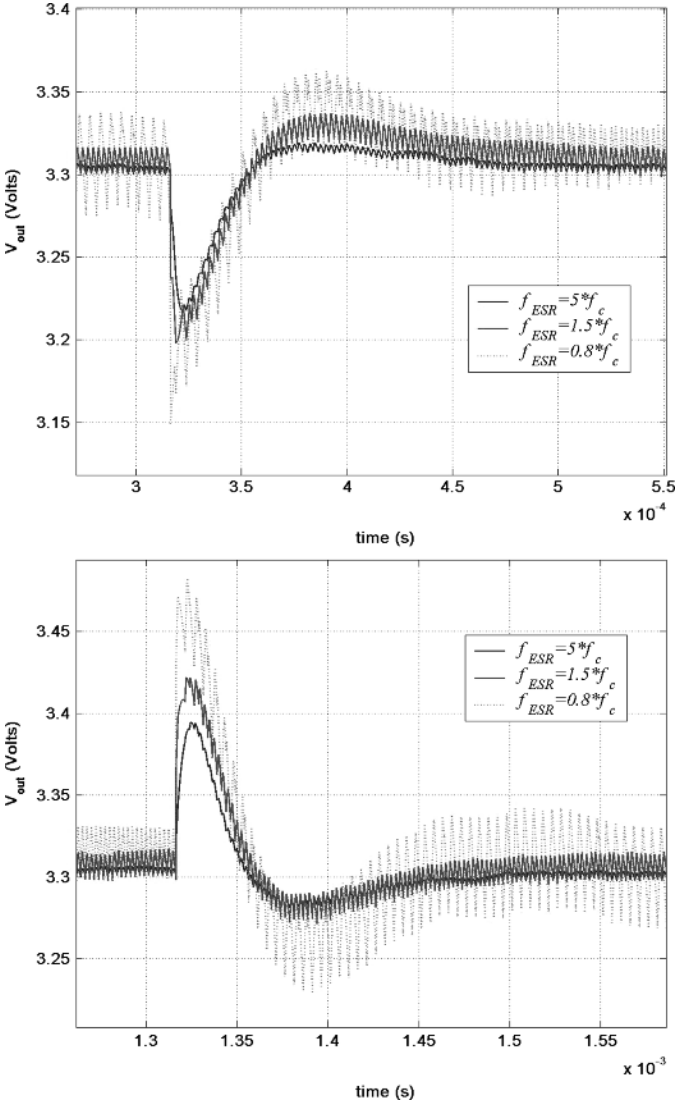 3.4
3.35
3.3
3.25
3.2
3.15
V_out (Volts)
f_ESR=5*f_c
f_ESR=1.5*f_c
f_ESR=0.8*f_c
3 3.5 4 4.5 5 5.5
x 10^-4
time (s)
3.45
3.4
3.35
3.3
3.25
V_out (Volts)
f_ESR=5*f_c
f_ESR=1.5*f_c
f_ESR=0.8*f_c
1.3 1.35 1.4 1.45 1.5 1.55
x 10^-3
time (s)